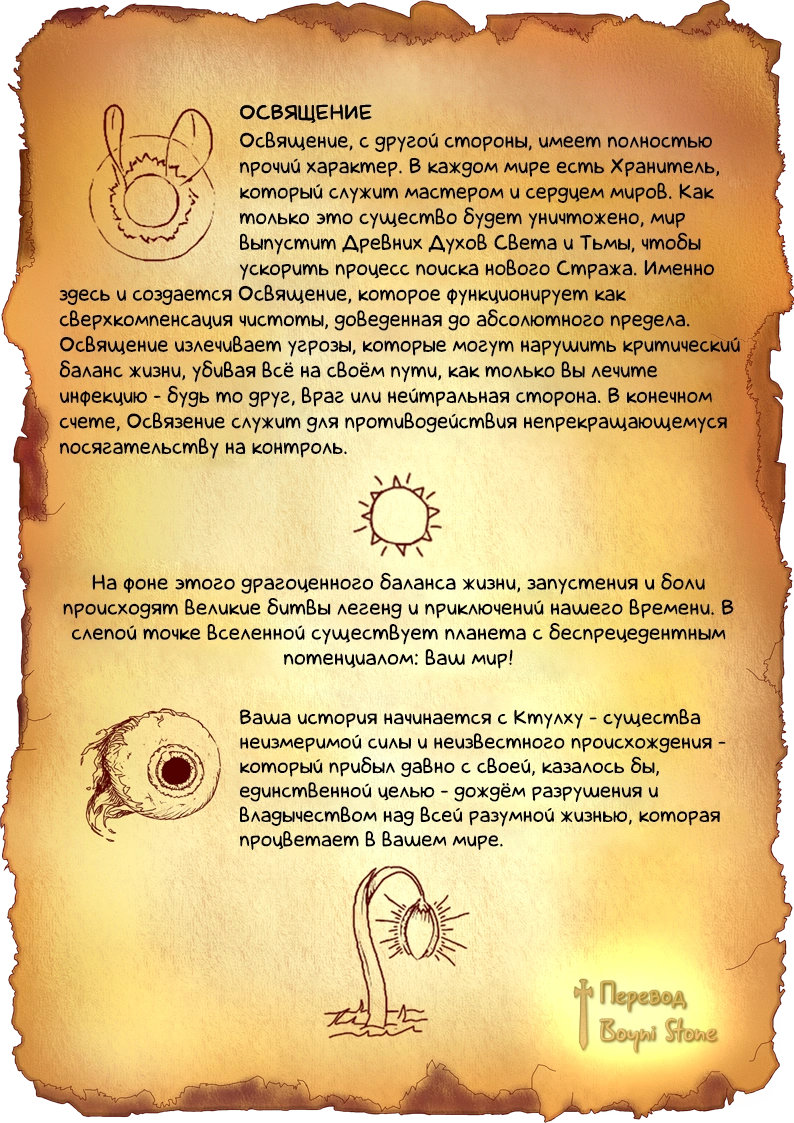 ОСВЯЩЕНИЕ
Освящение, с другой стороны, имеет полностью
прочий характер. В каждом мире есть Хранитель,
который служит мастером и сердцем миров. Как
только это существо будет уничтожено, мир
выпустит Древних Духов Света и Тьмы, чтобы
ускорить процесс поиска нового Стража. Именно
здесь и создается Освящение, которое функционирует как
сверхкомпенсация чистоты, доведенная до абсолютного предела.
Освящение излечивает угрозы, которые могут нарушить критический
баланс жизни, убивая всё на своём пути, как только вы лечите
инфекцию - будь то друг, враг или нейтральная сторона. В конечном
счете, Освязение служит для противодействия непрекращающемуся
посягательству на контроль.
На фоне этого драгоценного баланса жизни, запустения и боли
происходят великие битвы легенд и приключений нашего времени. В
слепой точке вселенной существует планета с беспрецедентным
потенциалом: ваш мир!
Ваша история начинается с Ктулху - существа
неизмеримой силы и неизвестного происхождения -
который прибыл давно с своей, казалось бы,
единственной целью - дождём разрушения и
владычеством над всей разумной жизнью, которая
процветает в вашем мире.
Перевод
Boyni Stone